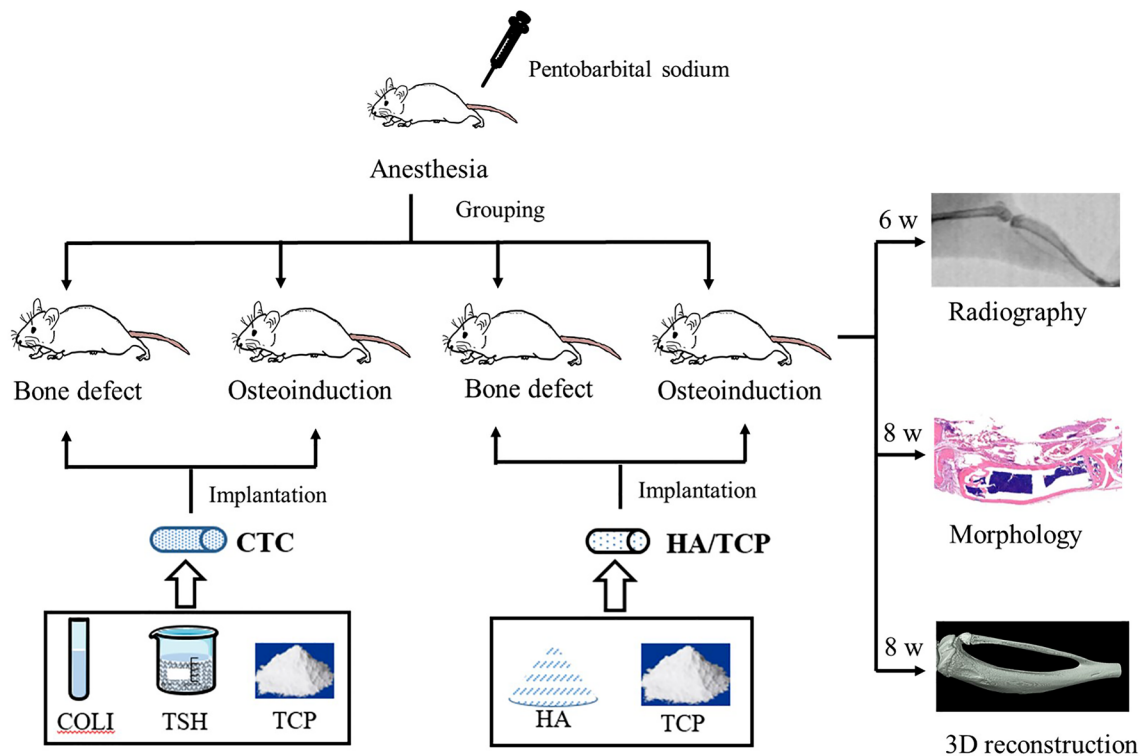 Pentobarbital sodium
Anesthesia
Grouping
Bone defect
Osteoinduction
Bone defect
Osteoinduction
Implantation
Implantation
CTC
HA/TCP
COLI
TSH
TCP
HA
TCP
6 w
Radiography
8 w
Morphology
8 w
3D reconstruction